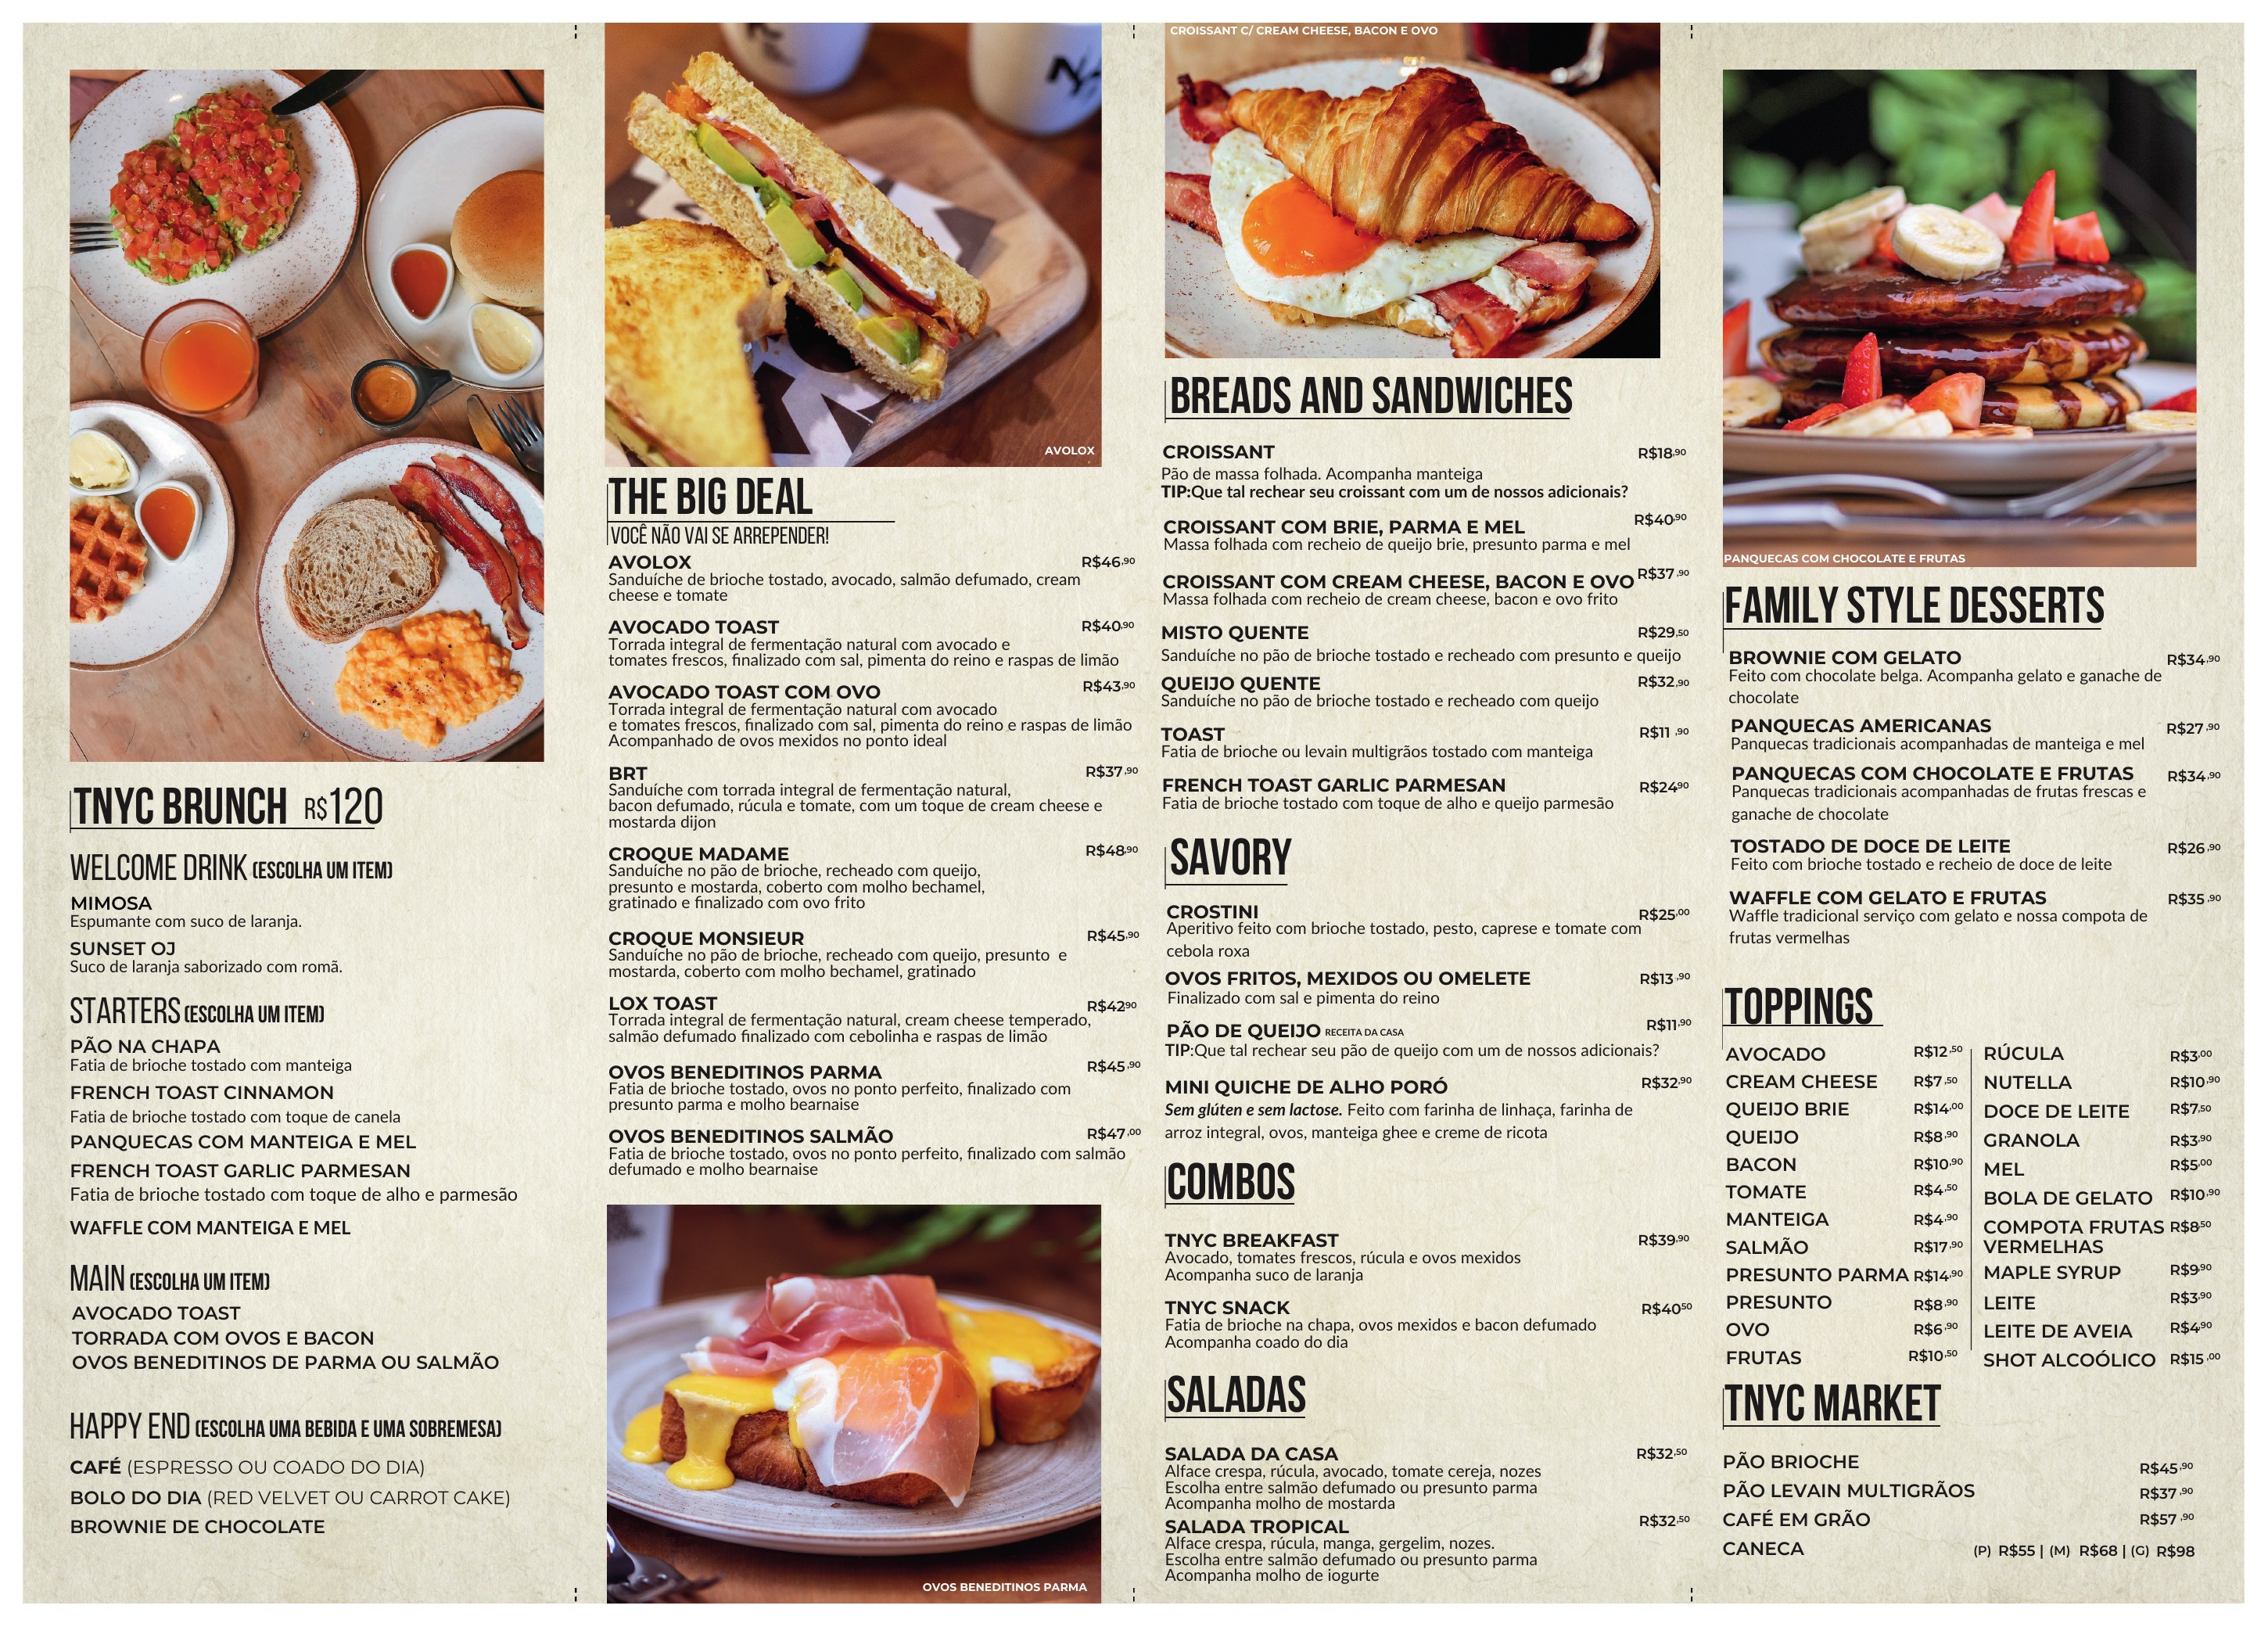 TNYC BRUNCH R$120
WELCOME DRINK (ESCOLHA UM ITEM)
MIMOSA
Espumante com suco de laranja.
SUNSET OJ
Suco de laranja saborizado com romã.
STARTERS (ESCOLHA UM ITEM)
PÃO NA CHAPA
Fatia de brioche tostado com manteiga
FRENCH TOAST CINNAMON
Fatia de brioche tostado com toque de canela
PANQUECAS COM MANTEIGA E MEL
FRENCH TOAST GARLIC PARMESAN
Fatia de brioche tostado com toque de alho e parmesão
WAFFLE COM MANTEIGA E MEL
MAIN (ESCOLHA UM ITEM)
AVOCADO TOAST
TORRADA COM OVOS E BACON
OVOS BENEDITINOS DE PARMA OU SALMÃO
HAPPY END (ESCOLHA UMA BEBIDA E UMA SOBREMESA)
CAFÉ (ESPRESSO OU COADO DO DIA)
BOLO DO DIA (RED VELVET OU CARROT CAKE)
BROWNIE DE CHOCOLATE
AVOLOX
THE BIG DEAL
VOCÊ NÃO VAI SE ARREPENDER!
AVOLOX R$46,90
Sanduíche de brioche tostado, avocado, salmão defumado, cream
cheese e tomate
AVOCADO TOAST R$40,90
Torrada integral de fermentação natural com avocado e
tomates frescos, finalizado com sal, pimenta do reino e raspas de limão
AVOCADO TOAST COM OVO R$43,90
Torrada integral de fermentação natural com avocado
e tomates frescos, finalizado com sal, pimenta do reino e raspas de limão
Acompanhado de ovos mexidos no ponto ideal
BRT R$37,90
Sanduíche com torrada integral de fermentação natural,
bacon defumado, rúcula e tomate, com um toque de cream cheese e
mostarda dijon
CROQUE MADAME R$48,90
Sanduíche no pão de brioche, recheado com queijo,
presunto e mostarda, coberto com molho bechamel,
gratinado e finalizado com ovo frito
CROQUE MONSIEUR R$45,90
Sanduíche no pão de brioche, recheado com queijo, presunto e
mostarda, coberto com molho bechamel, gratinado
LOX TOAST R$4290
Torrada integral de fermentação natural, cream cheese temperado,
salmão defumado finalizado com cebolinha e raspas de limão
OVOS BENEDITINOS PARMA R$45,90
Fatia de brioche tostado, ovos no ponto perfeito, finalizado com
presunto parma e molho bearnaise
OVOS BENEDITINOS SALMÃO R$47,00
Fatia de brioche tostado, ovos no ponto perfeito, finalizado com salmão
defumado e molho bearnaise
OVOS BENEDITINOS PARMA
CROISSANT C/ CREAM CHEESE, BACON E OVO
BREADS AND SANDWICHES
CROISSANT R$18,90
Pão de massa folhada. Acompanha manteiga
TIP:Que tal rechear seu croissant com um de nossos adicionais?
CROISSANT COM BRIE, PARMA E MEL R$40,90
Massa folhada com recheio de queijo brie, presunto parma e mel
CROISSANT COM CREAM CHEESE, BACON E OVO R$37,90
Massa folhada com recheio de cream cheese, bacon e ovo frito
MISTO QUENTE R$29,50
Sanduíche no pão de brioche tostado e recheado com presunto e queijo
QUEIJO QUENTE R$32,90
Sanduíche no pão de brioche tostado e recheado com queijo
TOAST R$11,90
Fatia de brioche ou levain multigrãos tostado com manteiga
FRENCH TOAST GARLIC PARMESAN R$2490
Fatia de brioche tostado com toque de alho e queijo parmesão
SAVORY
CROSTINI R$25,00
Aperitivo feito com brioche tostado, pesto, caprese e tomate com
cebola roxa
OVOS FRITOS, MEXIDOS OU OMELETE R$13,90
Finalizado com sal e pimenta do reino
PÃO DE QUEIJO RECEITA DA CASA R$11,90
TIP:Que tal rechear seu pão de queijo com um de nossos adicionais?
MINI QUICHE DE ALHO PORÓ R$32,90
Sem glúten e sem lactose. Feito com farinha de linhaça, farinha de
arroz integral, ovos, manteiga ghee e creme de ricota
COMBOS
TNYC BREAKFAST R$39,90
Avocado, tomates frescos, rúcula e ovos mexidos
Acompanha suco de laranja
TNYC SNACK R$4050
Fatia de brioche na chapa, ovos mexidos e bacon defumado
Acompanha coado do dia
SALADAS
SALADA DA CASA R$32,50
Alface crespa, rúcula, avocado, tomate cereja, nozes
Escolha entre salmão defumado ou presunto parma
Acompanha molho de mostarda
SALADA TROPICAL R$32,50
Alface crespa, rúcula, manga, gergelim, nozes.
Escolha entre salmão defumado ou presunto parma
Acompanha molho de iogurte
PANQUECAS COM CHOCOLATE E FRUTAS
FAMILY STYLE DESSERTS
BROWNIE COM GELATO R$34,90
Feito com chocolate belga. Acompanha gelato e ganache de
chocolate
PANQUECAS AMERICANAS R$27,90
Panquecas tradicionais acompanhadas de manteiga e mel
PANQUECAS COM CHOCOLATE E FRUTAS R$34,90
Panquecas tradicionais acompanhadas de frutas frescas e
ganache de chocolate
TOSTADO DE DOCE DE LEITE R$26,90
Feito com brioche tostado e recheio de doce de leite
WAFFLE COM GELATO E FRUTAS R$35,90
Waffle tradicional serviço com gelato e nossa compota de
frutas vermelhas
TOPPINGS
AVOCADO R$12,50
CREAM CHEESE R$7,50
QUEIJO BRIE R$14,00
QUEIJO R$8,90
BACON R$10,90
TOMATE R$4,50
MANTEIGA R$4,90
SALMÃO R$17,90
PRESUNTO PARMA R$14,90
PRESUNTO R$8,90
OVO R$6,90
FRUTAS R$10,50
RÚCULA R$3,00
NUTELLA R$10,90
DOCE DE LEITE R$7,50
GRANOLA R$3,90
MEL R$5,00
BOLA DE GELATO R$10,90
COMPOTA FRUTAS R$8,50
VERMELHAS
MAPLE SYRUP R$9,90
LEITE R$3,90
LEITE DE AVEIA R$4,90
SHOT ALCOÓLICO R$15,00
TNYC MARKET
PÃO BRIOCHE R$45,90
PÃO LEVAIN MULTIGRÃOS R$37,90
CAFÉ EM GRÃO R$57,90
CANECA (P) R$55 | (M) R$68 | (G) R$98